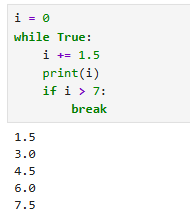 i = 0
while True:
    i += 1.5
    print(i)
    if i > 7:
        break
1.5
3.0
4.5
6.0
7.5